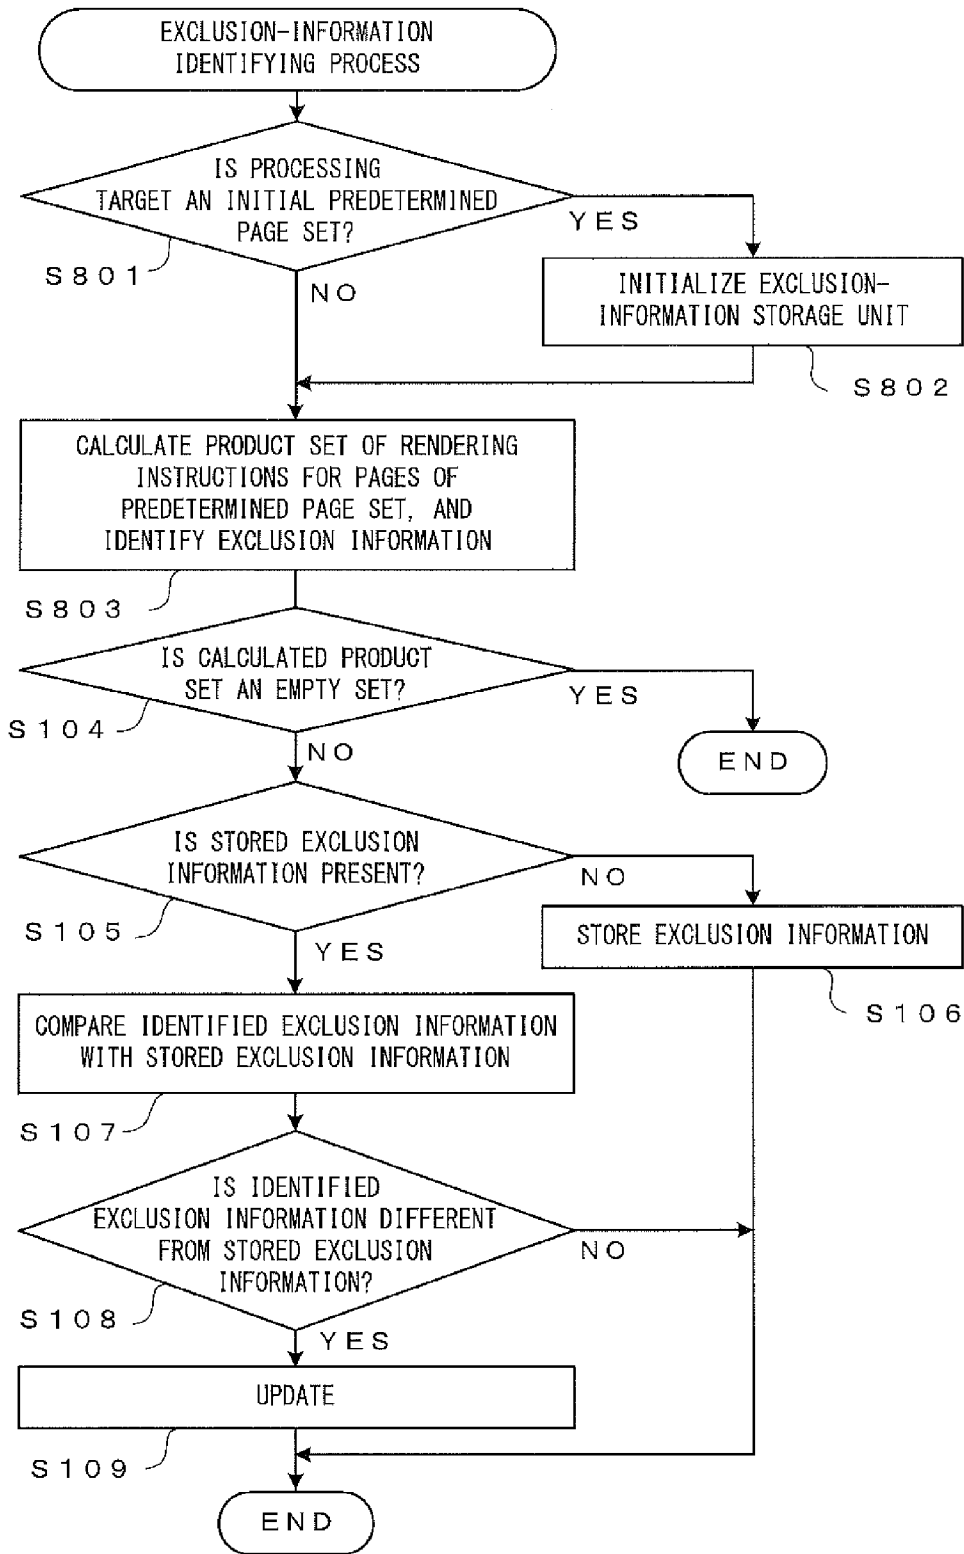 EXCLUSION-INFORMATION
IDENTIFYING PROCESS
IS PROCESSING
TARGET AN INITIAL PREDETERMINED
PAGE SET?
YES
S801
NO
INITIALIZE EXCLUSION-
INFORMATION STORAGE UNIT
S802
CALCULATE PRODUCT SET OF RENDERING
INSTRUCTIONS FOR PAGES OF
PREDETERMINED PAGE SET, AND
IDENTIFY EXCLUSION INFORMATION
S803
IS CALCULATED PRODUCT
SET AN EMPTY SET?
YES
S104
NO
END
IS STORED EXCLUSION
INFORMATION PRESENT?
NO
S105
YES
STORE EXCLUSION INFORMATION
S106
COMPARE IDENTIFIED EXCLUSION INFORMATION
WITH STORED EXCLUSION INFORMATION
S107
IS IDENTIFIED
EXCLUSION INFORMATION DIFFERENT
FROM STORED EXCLUSION
INFORMATION?
NO
S108
YES
UPDATE
S109
END